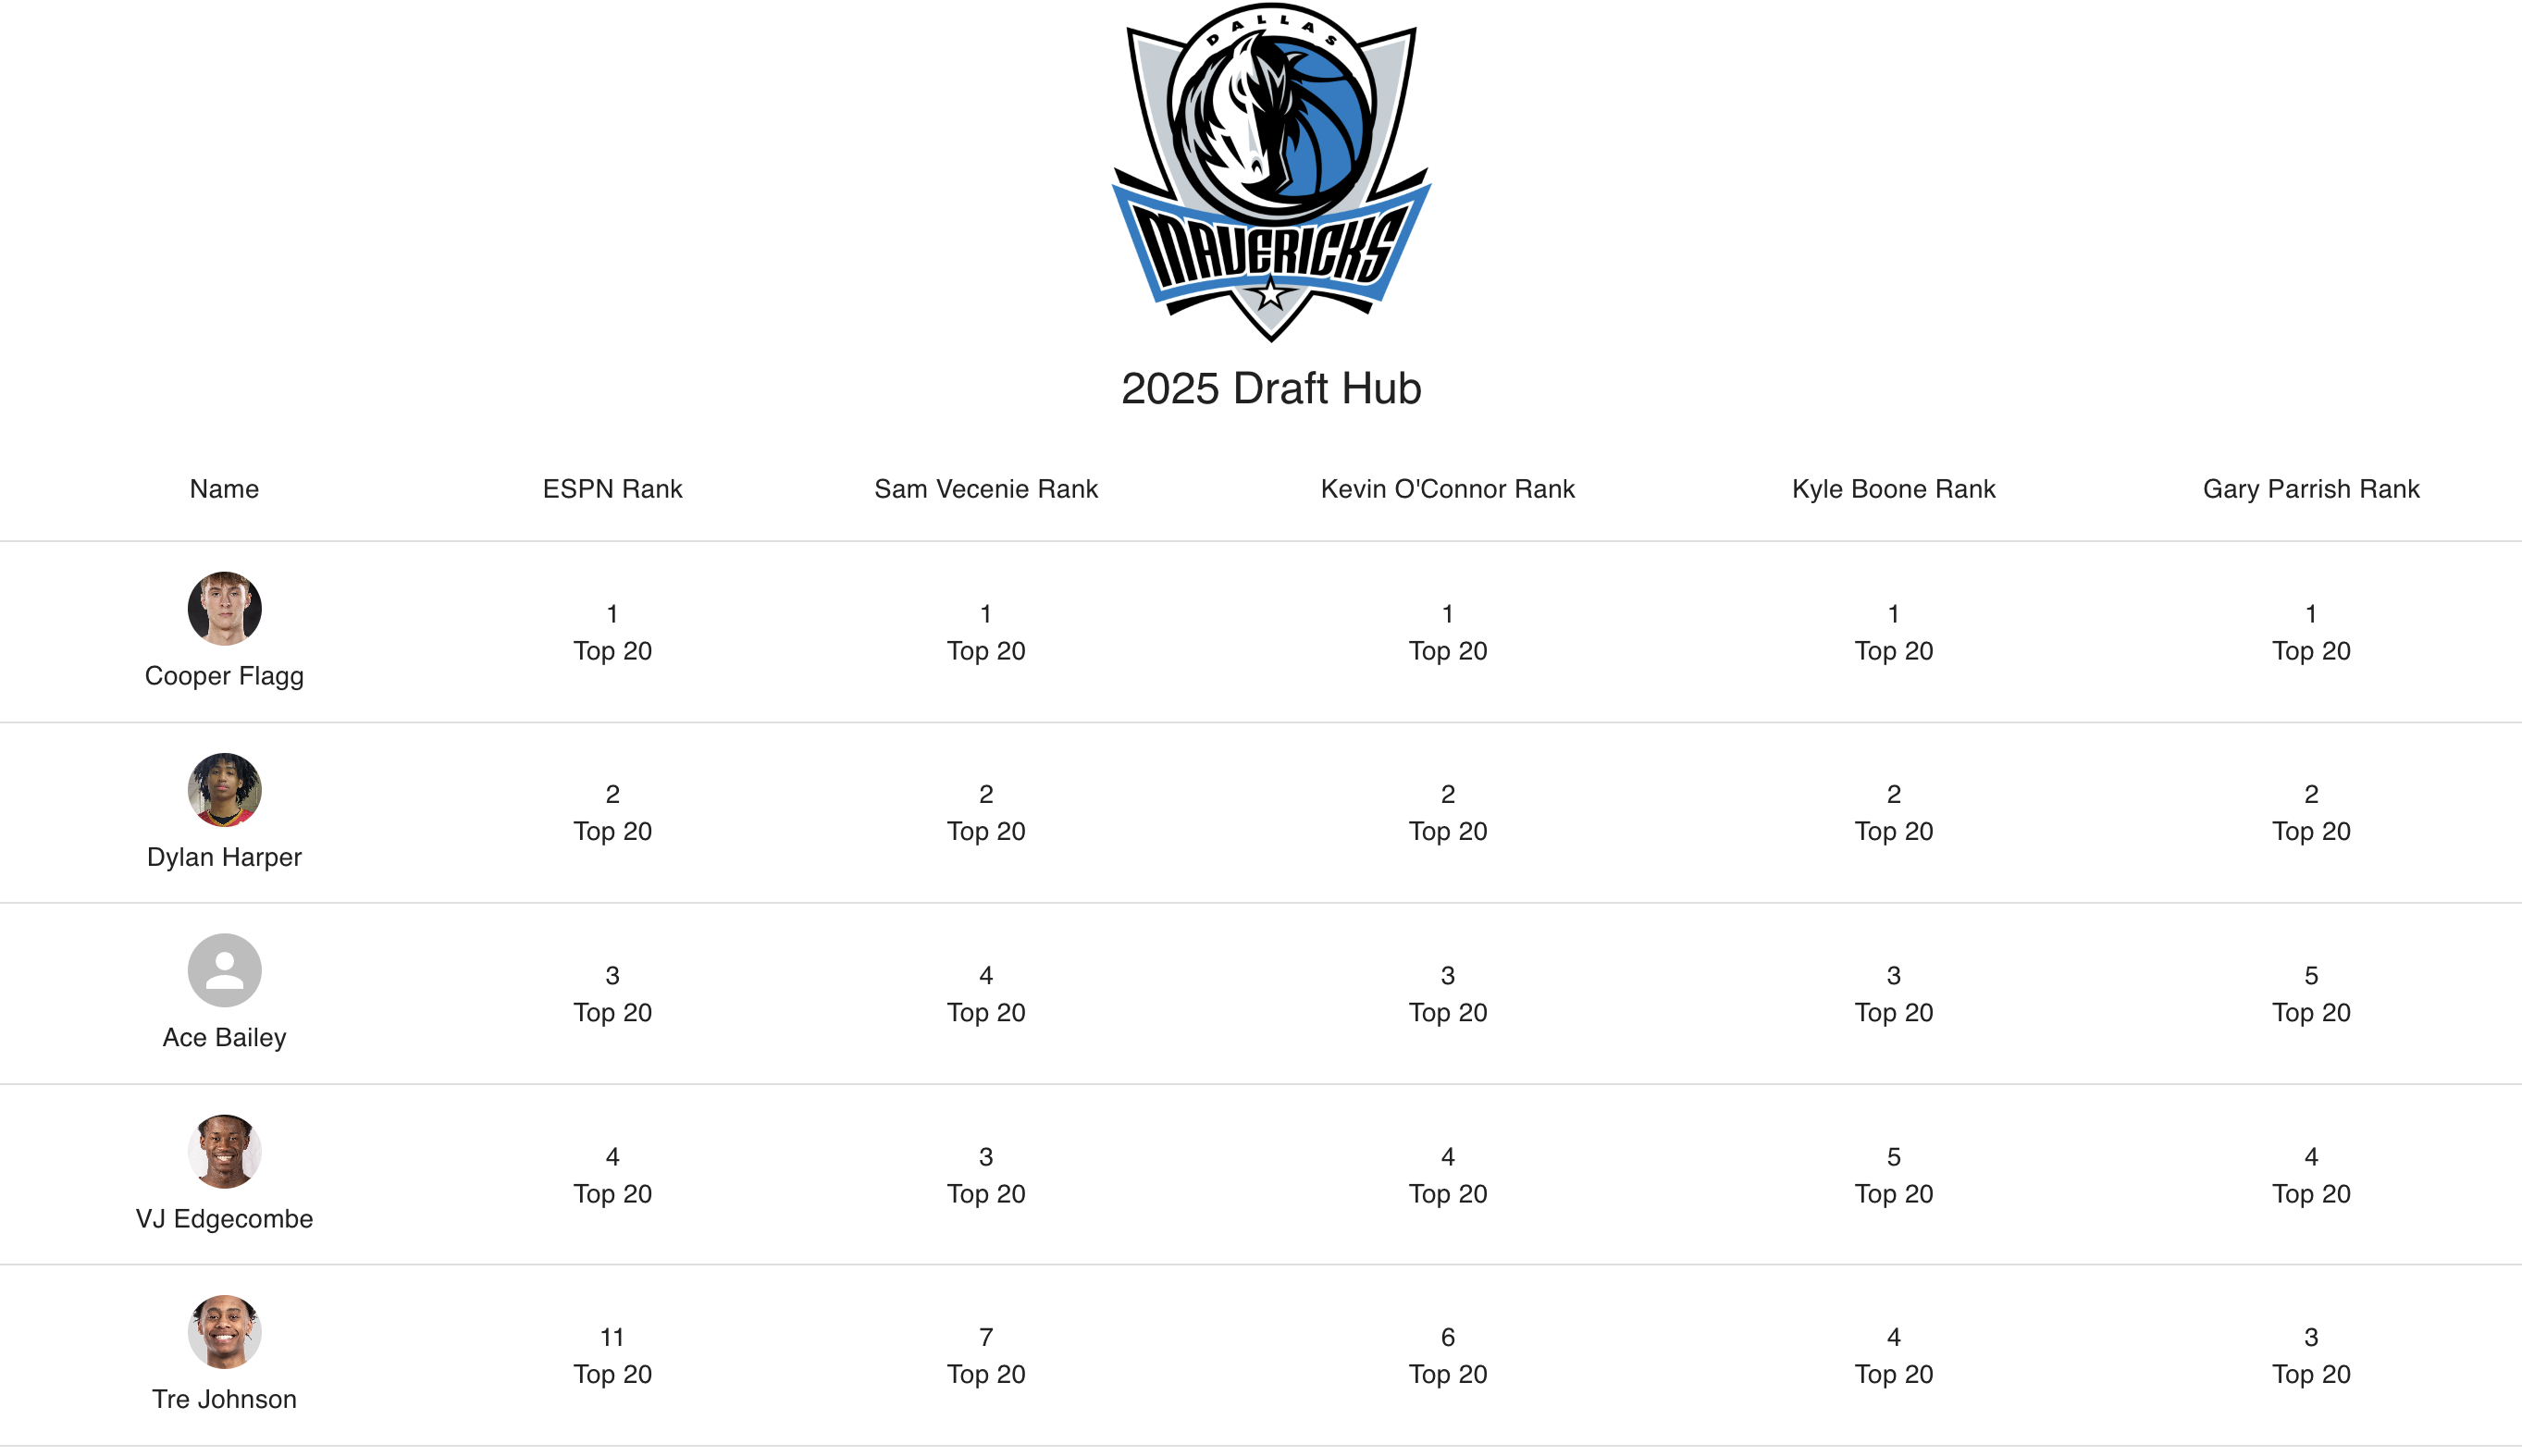 DALLAS
MAVERICKS
2025 Draft Hub
Name ESPN Rank Sam Vecenie Rank Kevin O'Connor Rank Kyle Boone Rank Gary Parrish Rank
1 1 1 1 1
Top 20 Top 20 Top 20 Top 20 Top 20
Cooper Flagg
2 2 2 2 2
Top 20 Top 20 Top 20 Top 20 Top 20
Dylan Harper
3 4 3 3 5
Top 20 Top 20 Top 20 Top 20 Top 20
Ace Bailey
4 3 4 5 4
Top 20 Top 20 Top 20 Top 20 Top 20
VJ Edgecombe
11 7 6 4 3
Top 20 Top 20 Top 20 Top 20 Top 20
Tre Johnson